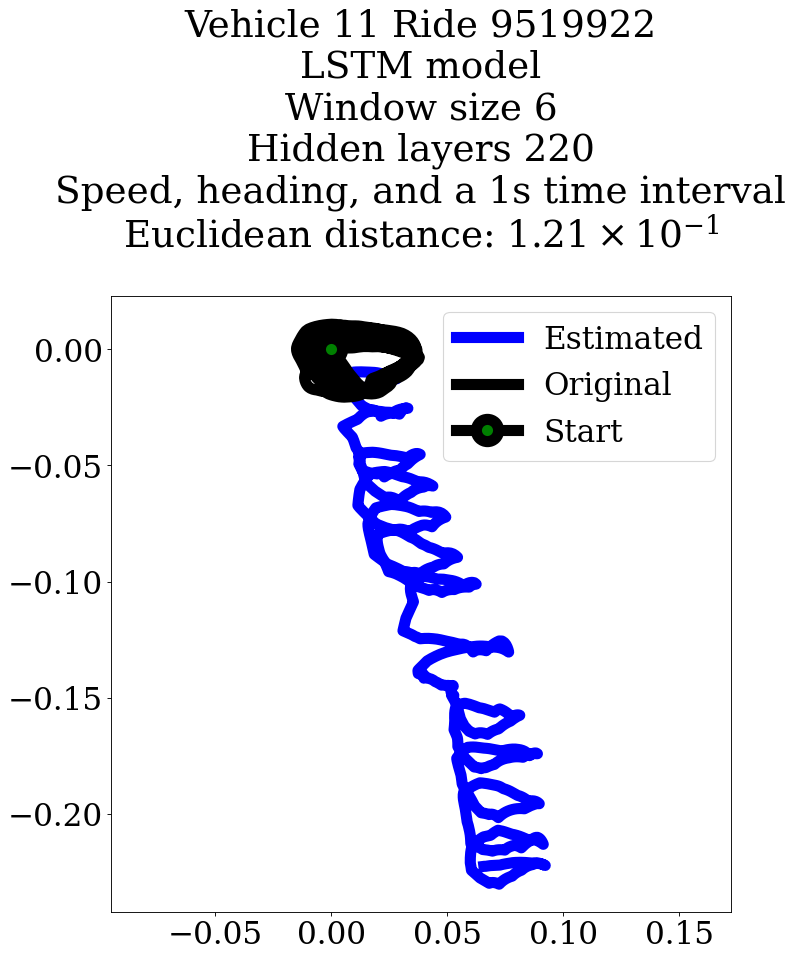 Vehicle 11 Ride 9519922
LSTM model
Window size 6
Hidden layers 220
Speed, heading, and a 1s time interval
Euclidean distance: 1.21 × 10⁻¹
Estimated
Original
Start
0.00
−0.05
−0.10
−0.15
−0.20
−0.05 0.00 0.05 0.10 0.15